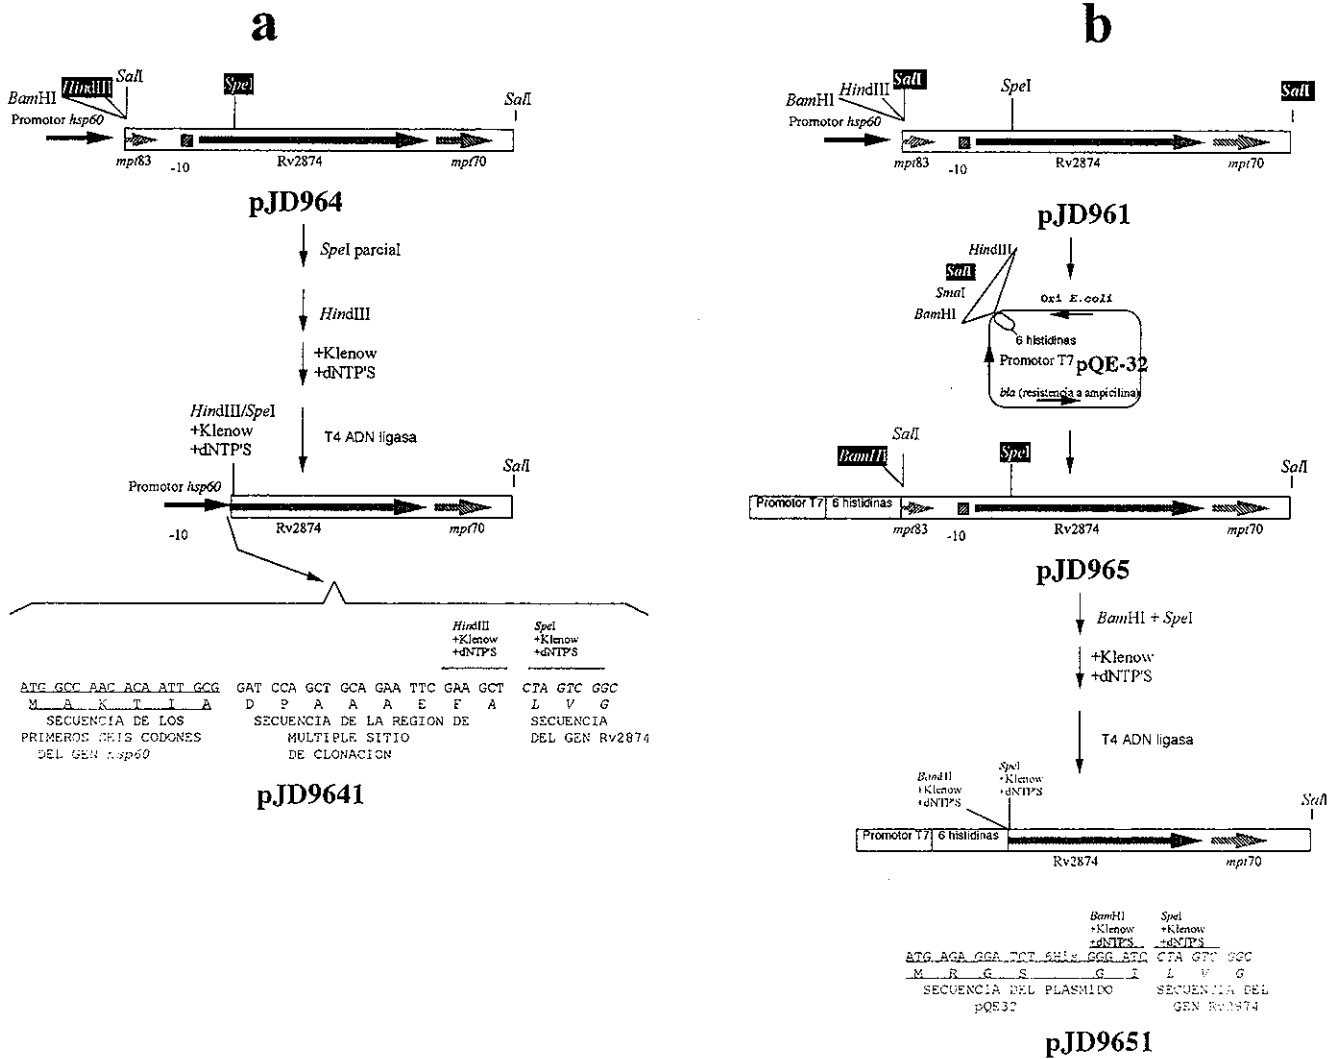 a
HindIII
SalI
SpeI
BamHI
SalI
Promotor hsp60
mpt83
-10
Rv2874
mpt70
pJD964
SpeI parcial
HindIII
+Klenow
+dNTP'S
HindIII/SpeI
+Klenow
+dNTP'S
T4 ADN ligasa
SalI
Promotor hsp60
-10
Rv2874
mpt70
HindIII
+Klenow
+dNTP'S
SpeI
+Klenow
+dNTP'S
ATG GCC AAC ACA ATT GCG GAT CCA GCT GCA GAA TTC GAA GCT CTA GTC GGC
M A K T I A D P A A A E F A L V G
SECUENCIA DE LOS
PRIMEROS SEIS CODONES
DEL GEN hsp60
SECUENCIA DE LA REGION DE
MULTIPLE SITIO
DE CLONACION
SECUENCIA
DEL GEN Rv2874
pJD9641
b
SalI
HindIII
BamHI
SpeI
SalI
Promotor hsp60
mpt83
-10
Rv2874
mpt70
pJD961
HindIII
SalI
SmaI
BamHI
Ori E.coli
6 histidinas
Promotor T7
pQE-32
bla (resistencia a ampicilina)
SalI
BamHI
SpeI
SalI
Promotor T7
6 histidinas
mpt83
-10
Rv2874
mpt70
pJD965
BamHI + SpeI
+Klenow
+dNTP'S
T4 ADN ligasa
BamHI
+Klenow
+dNTP'S
SpeI
+Klenow
+dNTP'S
SalI
Promotor T7
6 histidinas
Rv2874
mpt70
BamHI
+Klenow
+dNTP'S
SpeI
+Klenow
+dNTP'S
ATG AGA GGA TCT 6His GGG ATC CTA GTC GGC
M R G S G I L V G
SECUENCIA DEL PLASMIDO
pQE32
SECUENCIA DEL
GEN Rv2874
pJD9651